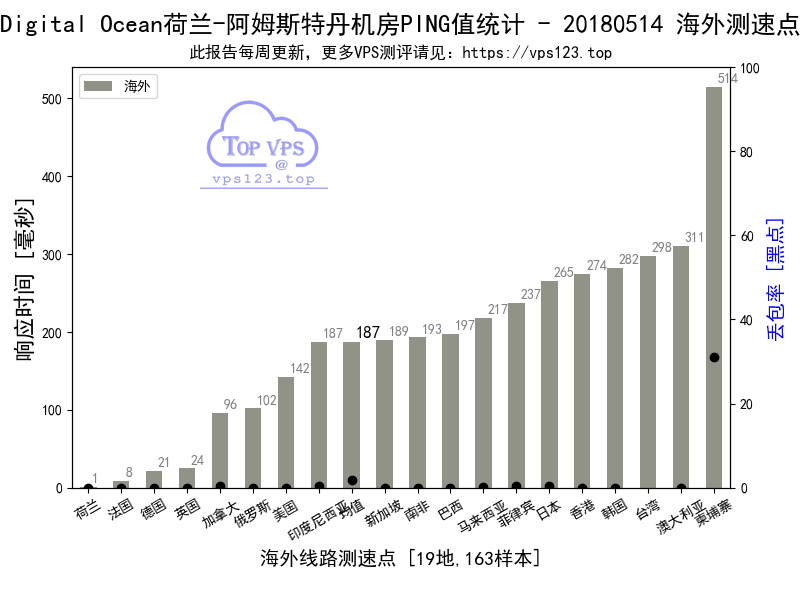 Digital Ocean荷兰-阿姆斯特丹机房PING值统计 - 20180514 海外测速点
此报告每周更新，更多VPS测评请见：https://vps123.top
海外
TOP VPS
@
vps123.top
响应时间 [毫秒]
500
400
300
200
100
0
100
80
60
40
20
0
丢包率 [黑点]
1
8
21
24
96
102
142
187
187
189
193
197
217
237
265
274
282
298
311
514
荷兰
法国
德国
英国
加拿大
俄罗斯
美国
印度尼西亚
均值
新加坡
南非
巴西
马来西亚
菲律宾
日本
香港
韩国
台湾
澳大利亚
柬埔寨
海外线路测速点 [19地,163样本]